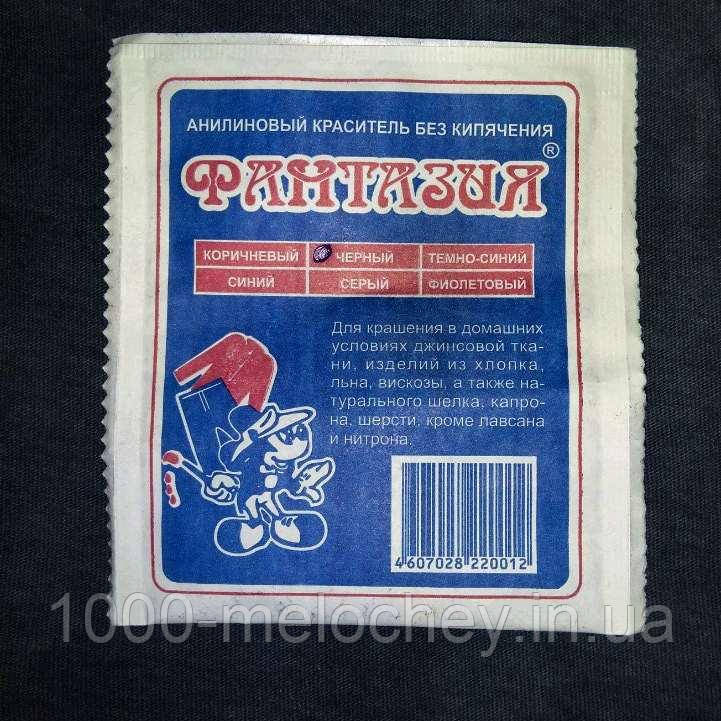 АНИЛИНОВЫЙ КРАСИТЕЛЬ БЕЗ КИПЯЧЕНИЯ
ФАНТАЗИЯ®
КОРИЧНЕВЫЙ ЧЕРНЫЙ ТЕМНО-СИНИЙ
СИНИЙ СЕРЫЙ ФИОЛЕТОВЫЙ
Для крашения в домашних
условиях джинсовой тка-
ни, изделий из хлопка,
льна, вискозы, а также на-
турального шелка, капро-
на, шерсти, кроме лавсана
и нитрона.
4607028 220012
1000-melochey.in.ua